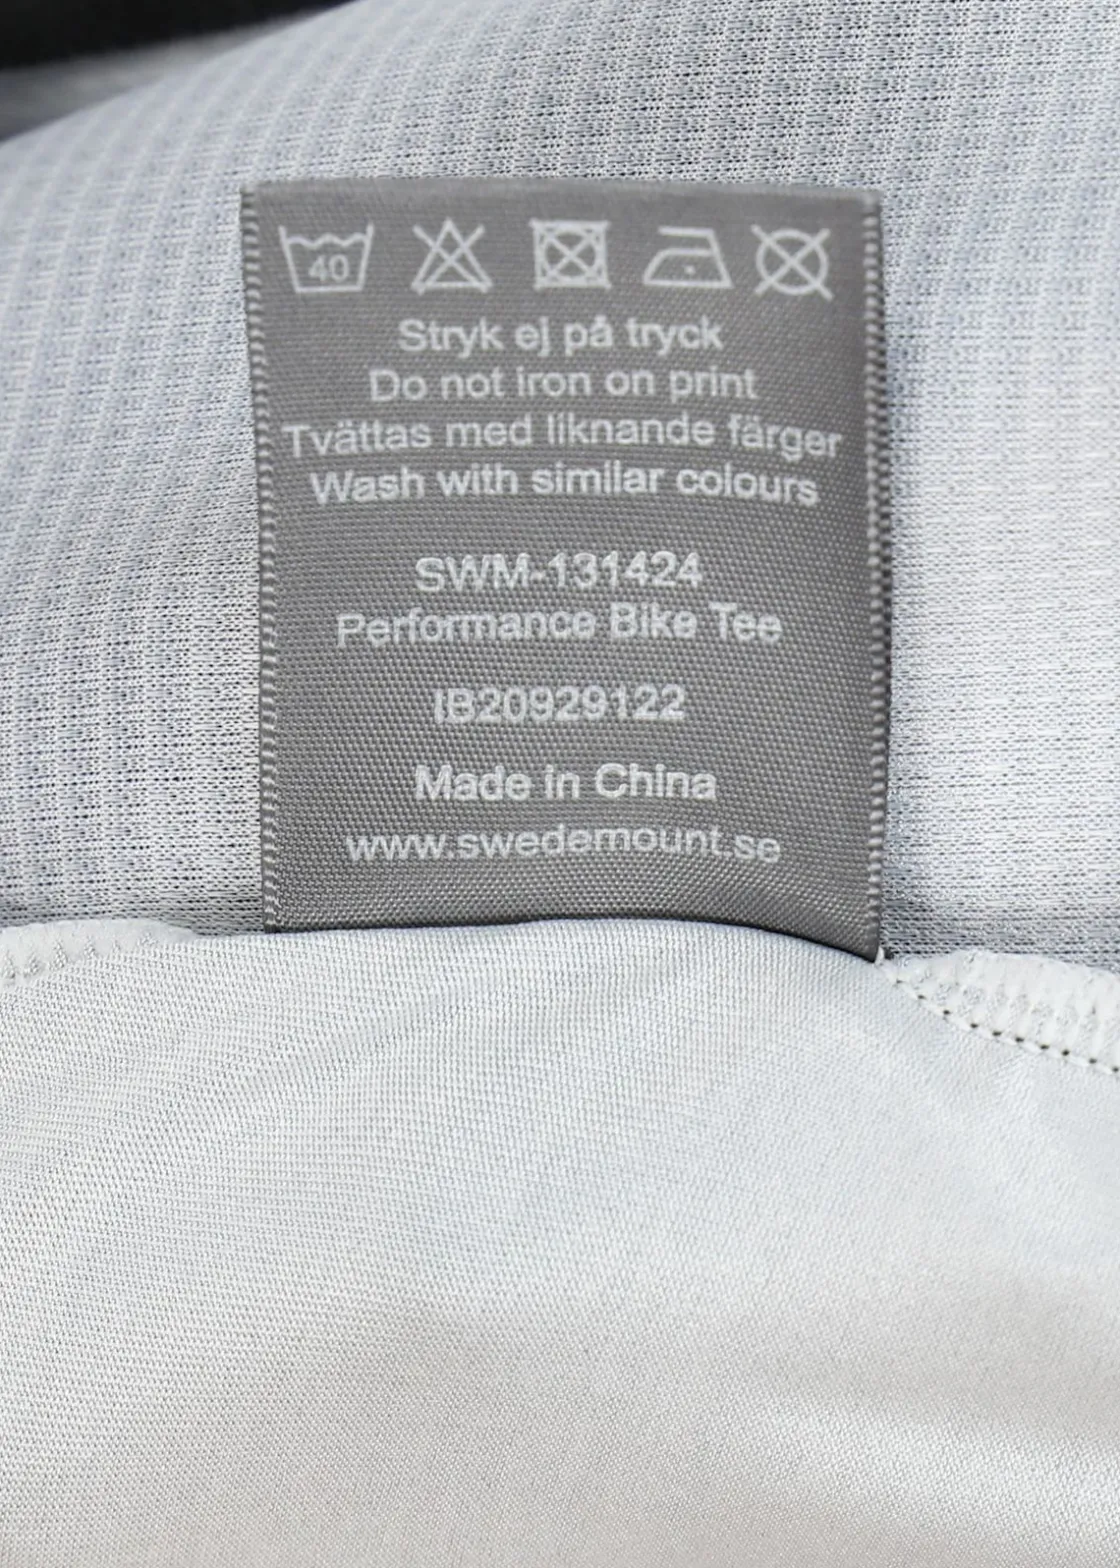 40
Stryk ej på tryck
Do not iron on print
Tvättas med liknande färger
Wash with similar colours
SWM-131424
Performance Bike Tee
IB20929122
Made in China
www.swedemount.se